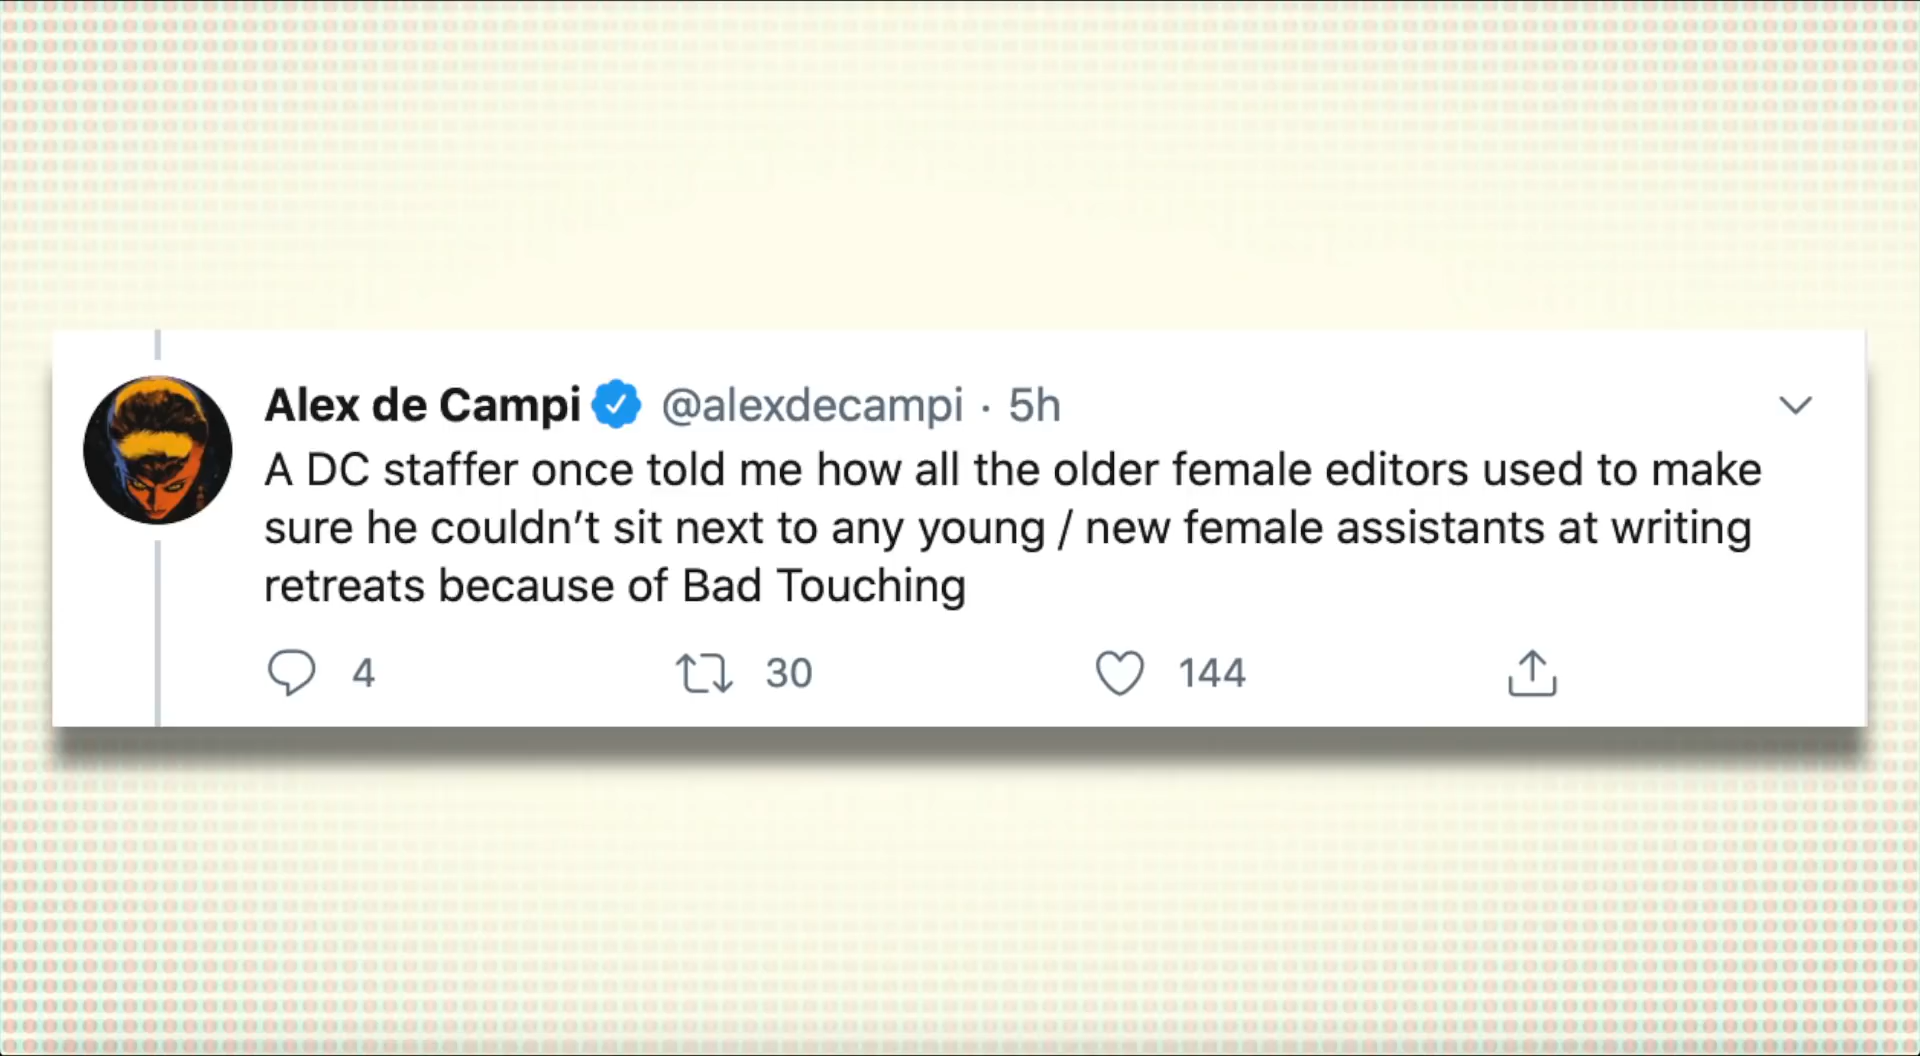 Alex de Campi @alexdecampi · 5h
A DC staffer once told me how all the older female editors used to make
sure he couldn’t sit next to any young / new female assistants at writing
retreats because of Bad Touching
4 30 144